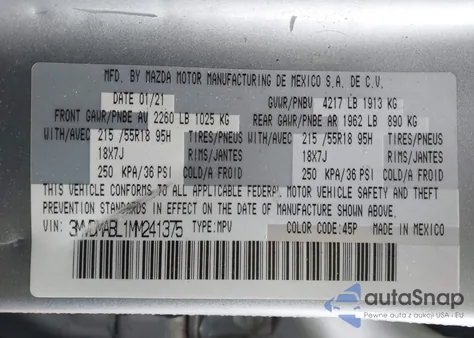 MFD. BY MAZDA MOTOR MANUFACTURING DE MEXICO S.A. DE C.V.
DATE 01/21 GVWR/PNBV 4217 LB 1913 KG
FRONT GAWR/PNBE AV 2260 LB 1025 KG REAR GAWR/PNBE AR 1962 LB 890 KG
WITH/AVEC 215 /55R18 95H TIRES/PNEUS WITH/AVEC 215 /55R18 95H TIRES/PNEUS
18X7J RIMS/JANTES 18X7J RIMS/JANTES
250 KPA/36 PSI COLD/A FROID 250 KPA/36 PSI COLD/A FROID
THIS VEHICLE CONFORMS TO ALL APPLICABLE FEDERAL MOTOR VEHICLE SAFETY AND THEFT
PREVENTION STANDARDS IN EFFECT ON THE DATE OF MANUFACTURE SHOWN ABOVE.
VIN: 3MVDMABL1MM241375 TYPE: MPV COLOR CODE: 45P MADE IN MEXICO
autoSnap
Pewne auta z aukcji USA i EU